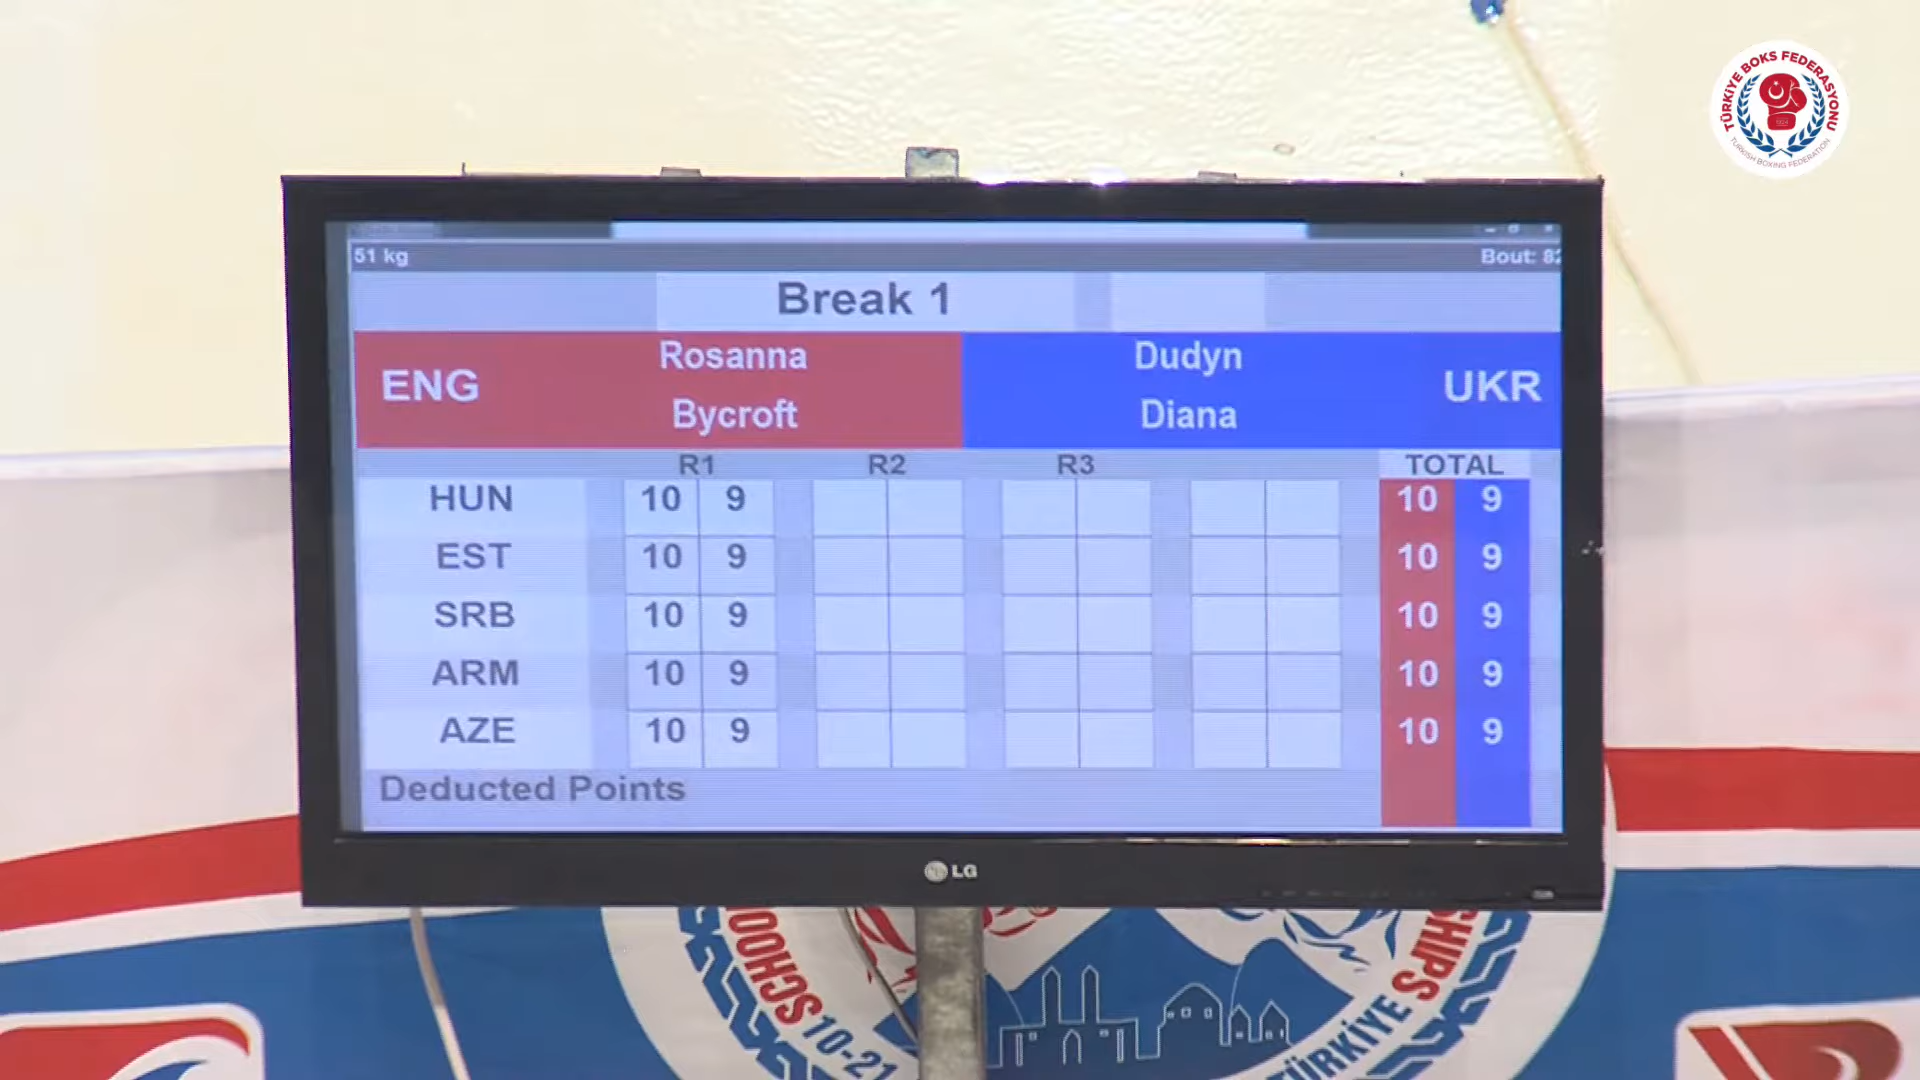 TÜRKİYE BOKS FEDERASYONU
TURKISH BOXING FEDERATION
51 kg
Bout: 82
Break 1
ENG
Rosanna
Bycroft
Dudyn
Diana
UKR
R1 R2 R3 TOTAL
HUN 10 9 10 9
EST 10 9 10 9
SRB 10 9 10 9
ARM 10 9 10 9
AZE 10 9 10 9
Deducted Points
LG
SCHOO
SHIPS
10-21
TÜRKİYE